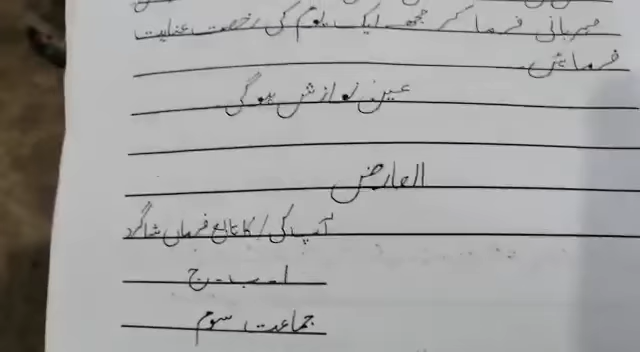 مہربانی فرما کر مجھے ایک یوم کی رخصت عنایت
فرمائیں۔
عین نوازش ہوگی
العارض
آپ کی / کا تابع فرماں شاگرد
ا۔ب۔ج
جماعت سوم